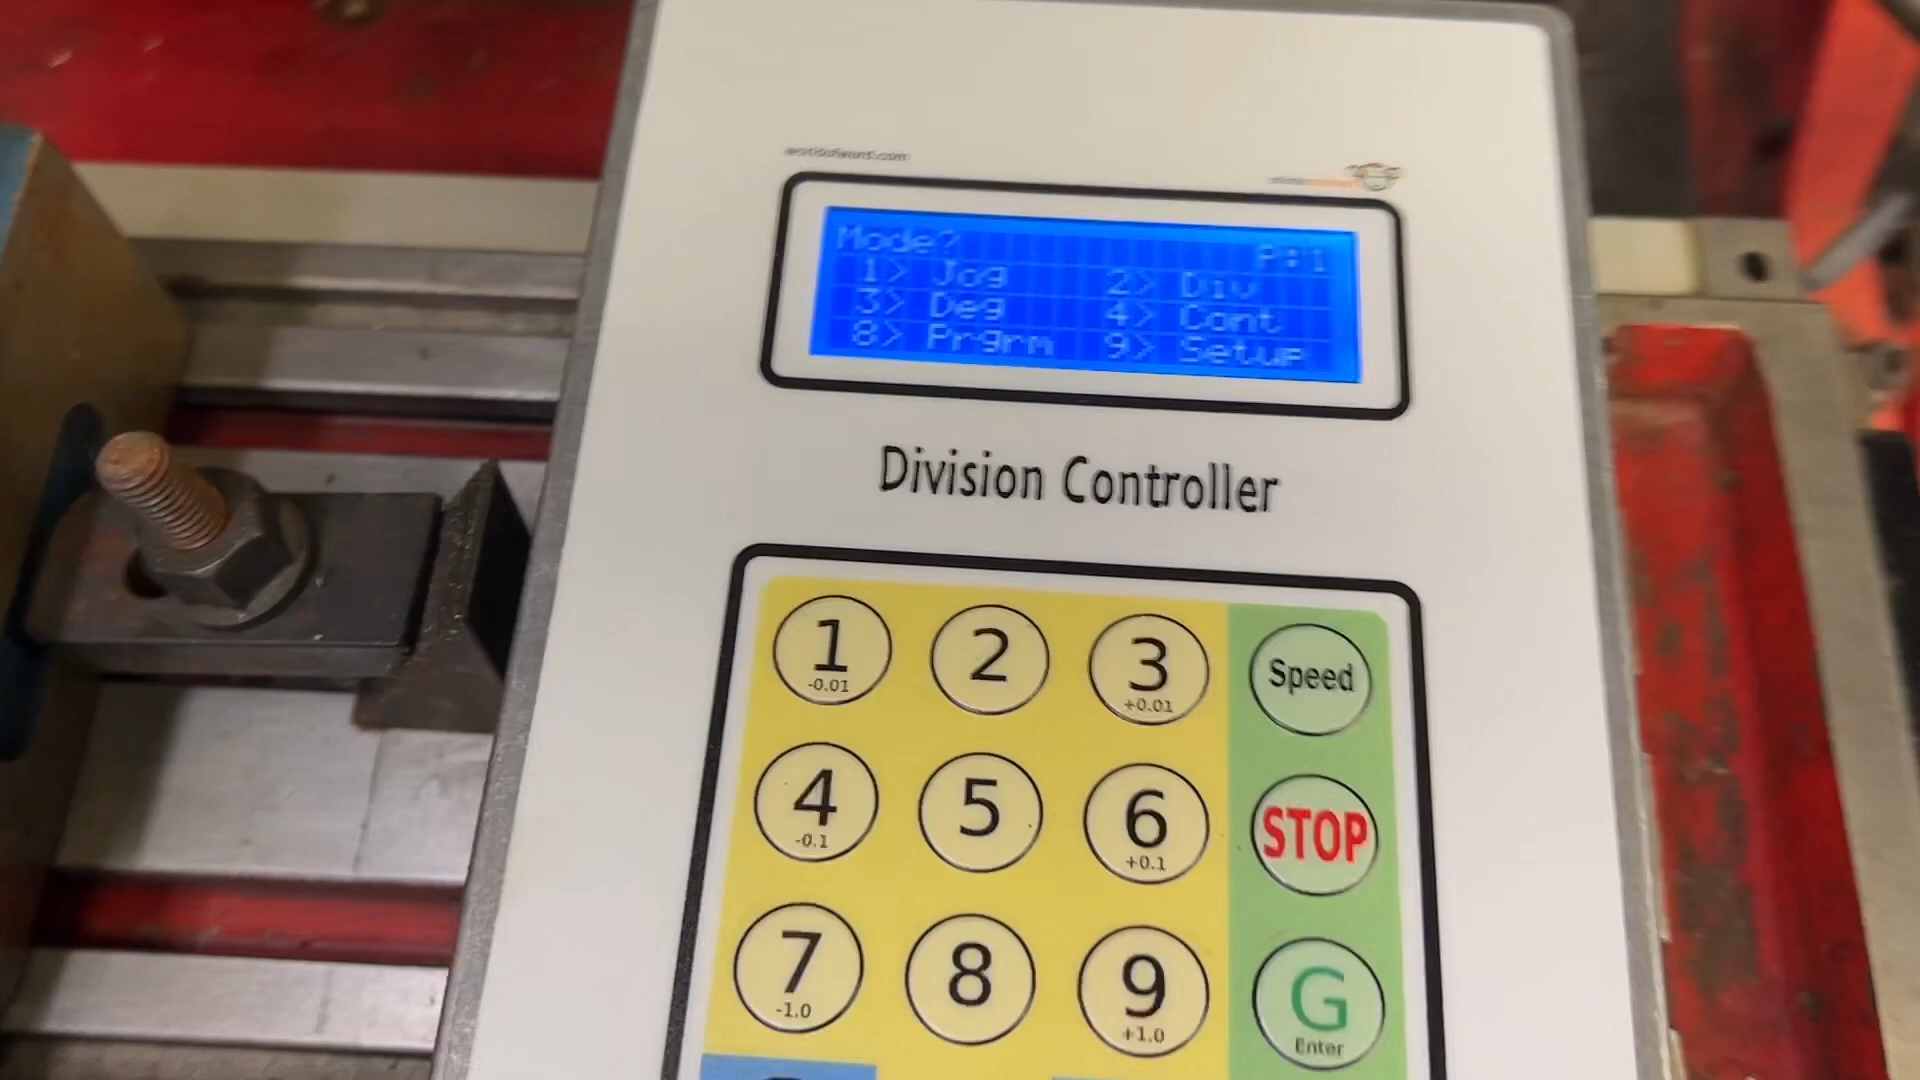 Mode? P:1
1> Jog 2> Div
3> Deg 4> Cont
8> Prgrm 9> Setup
Division Controller
1 2 3 Speed
-0.01 +0.01
4 5 6 STOP
-0.1 +0.1
7 8 9 G
-1.0 +1.0 Enter